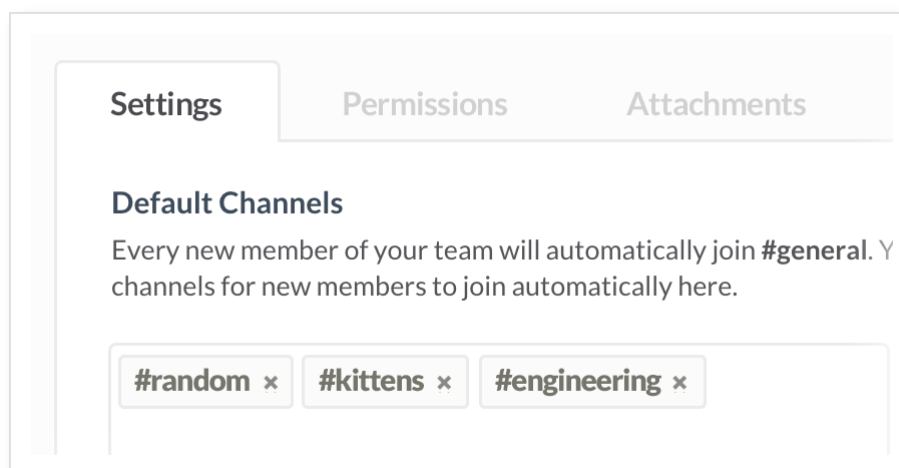 Settings Permissions Attachments
Default Channels
Every new member of your team will automatically join #general.
channels for new members to join automatically here.
#random × #kittens × #engineering ×